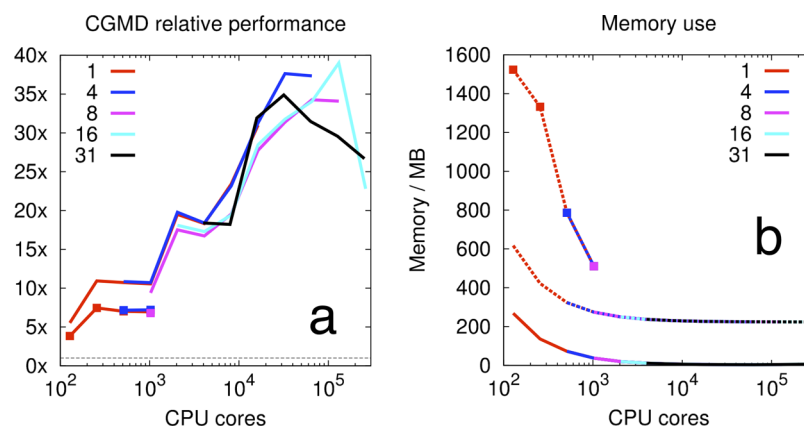 CGMD relative performance
40x
35x
30x
25x
20x
15x
10x
5x
0x
1
4
8
16
31
a
10^2
10^3
10^4
10^5
CPU cores
Memory use
1600
1400
1200
1000
800
600
400
200
0
Memory / MB
1
4
8
16
31
b
10^2
10^3
10^4
10^5
CPU cores